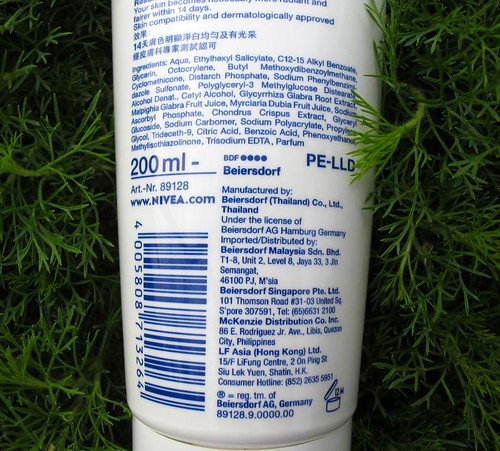 Your skin becomes noticeably more radiant and
fairer within 14 days.
Skin compatibility and dermatologically approved
效果:
14天膚色明顯淨白均勻及有光采
經皮膚科專家測試認可
Ingredients: Aqua, Ethylhexyl Salicylate, C12-15 Alkyl Benzoate,
Glycerin, Octocrylene, Butyl Methoxydibenzoylmethane,
Cyclomethicone, Distarch Phosphate, Sodium Phenylbenzimi-
dazole Sulfonate, Polyglyceryl-3 Methylglucose Distearate,
Alcohol Denat., Cetyl Alcohol, Glycyrrhiza Glabra Root Extract,
Malpighia Glabra Fruit Juice, Myrciaria Dubia Fruit Juice, Sodium
Ascorbyl Phosphate, Chondrus Crispus Extract, Glyceryl
Glucoside, Sodium Carbomer, Sodium Polyacrylate, Propylene
Glycol, Trideceth-9, Citric Acid, Benzoic Acid, Phenoxyethanol,
Methylisothiazolinone, Trisodium EDTA, Parfum
200 ml -
BDF
Beiersdorf
PE-LLD
Art.-Nr. 89128
www.NIVEA.com
Manufactured by:
Beiersdorf (Thailand) Co., Ltd.,
Thailand
Under the license of
Beiersdorf AG Hamburg Germany
Imported/Distributed by:
Beiersdorf Malaysia Sdn. Bhd.
T1-8, Unit 2, Level 8, Jaya 33, 3 Jln
Semangat,
46100 PJ, M'sia
Beiersdorf Singapore Pte. Ltd.
101 Thomson Road #31-03 United Sq.
S'pore 307591, Tel: (65)6631 2100
McKenzie Distribution Co. Inc.
86 E. Rodriguez Jr. Ave., Libis, Quezon
City, Philippines
LF Asia (Hong Kong) Ltd.
15/F LiFung Centre, 2 On Ping St
Siu Lek Yuen, Shatin, H.K.
Consumer Hotline: (852) 2635 5951
® = reg. tm. of
Beiersdorf AG, Germany
89128.9.0000.00
12 M
4 005808 713646